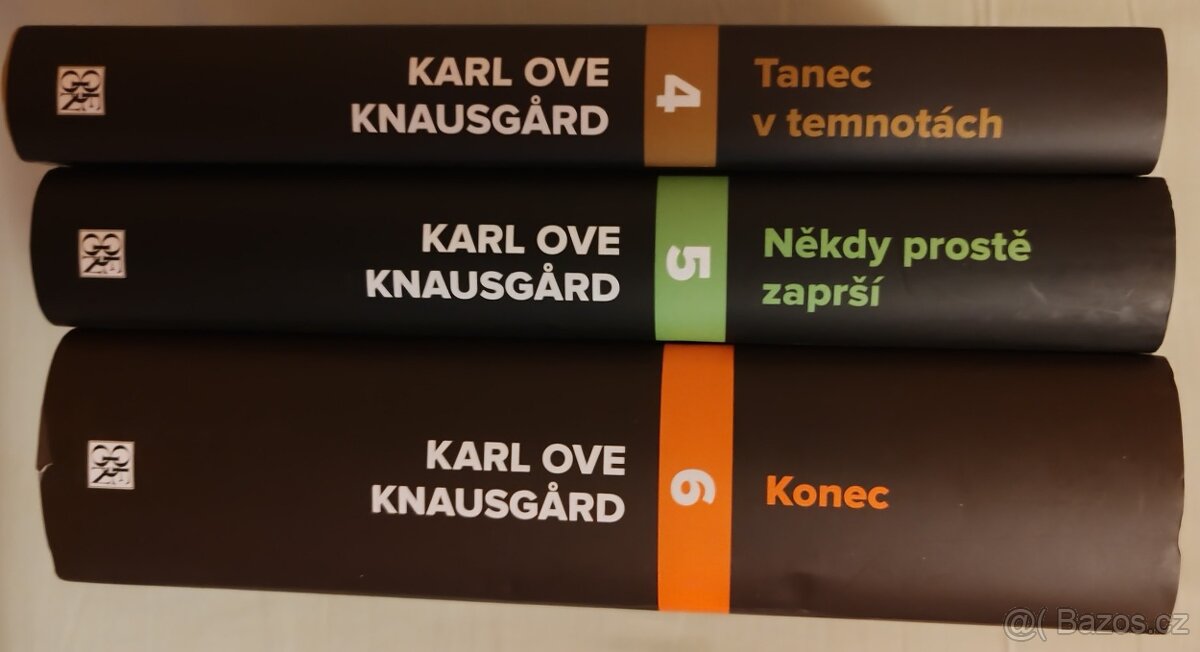 KARL OVE
KNAUSGÅRD
4
Tanec
v temnotách
KARL OVE
KNAUSGÅRD
5
Někdy prostě
zaprší
KARL OVE
KNAUSGÅRD
6
Konec
@( Bazos.cz